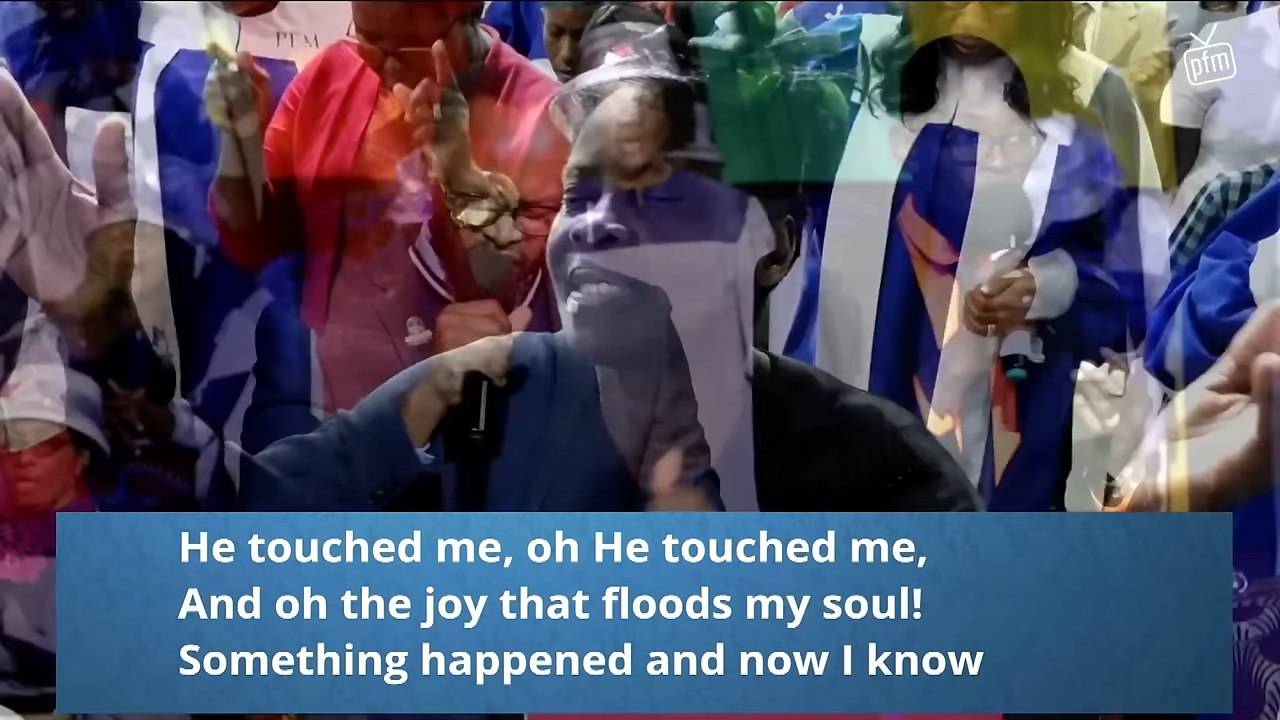 PFM
pfm
He touched me, oh He touched me,
And oh the joy that floods my soul!
Something happened and now I know